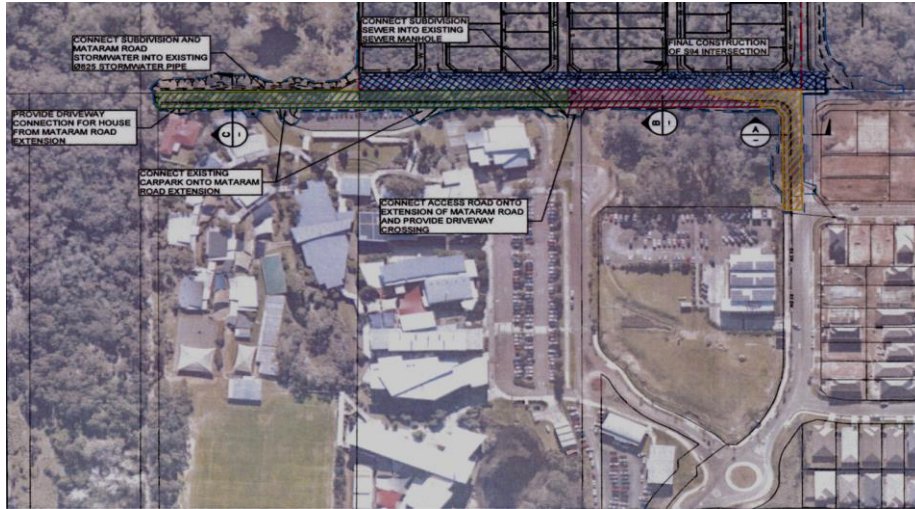 CONNECT SUBDIVISION AND
MATARAM ROAD
STORMWATER INTO EXISTING
Ø825 STORMWATER PIPE
CONNECT SUBDIVISION
SEWER INTO EXISTING
SEWER MANHOLE
FINAL CONSTRUCTION
OF S94 INTERSECTION
PROVIDE DRIVEWAY
CONNECTION FOR HOUSE
FROM MATARAM ROAD
EXTENSION
C
B
A
CONNECT EXISTING
CARPARK ONTO MATARAM
ROAD EXTENSION
CONNECT ACCESS ROAD ONTO
EXTENSION OF MATARAM ROAD
AND PROVIDE DRIVEWAY
CROSSING